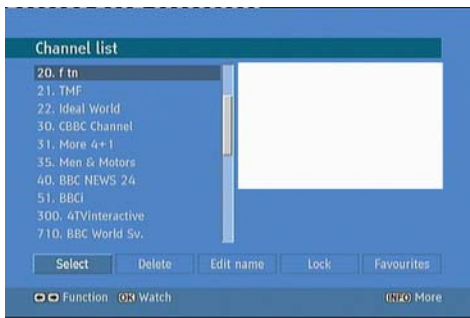 Channel list
20. f tn
21. TMF
22. Ideal World
30. CBBC Channel
31. More 4+1
35. Men & Motors
40. BBC NEWS 24
51. BBCi
300. 4TVinteractive
710. BBC World Sv.
Select Delete Edit name Lock Favourites
Function OK Watch INFO More